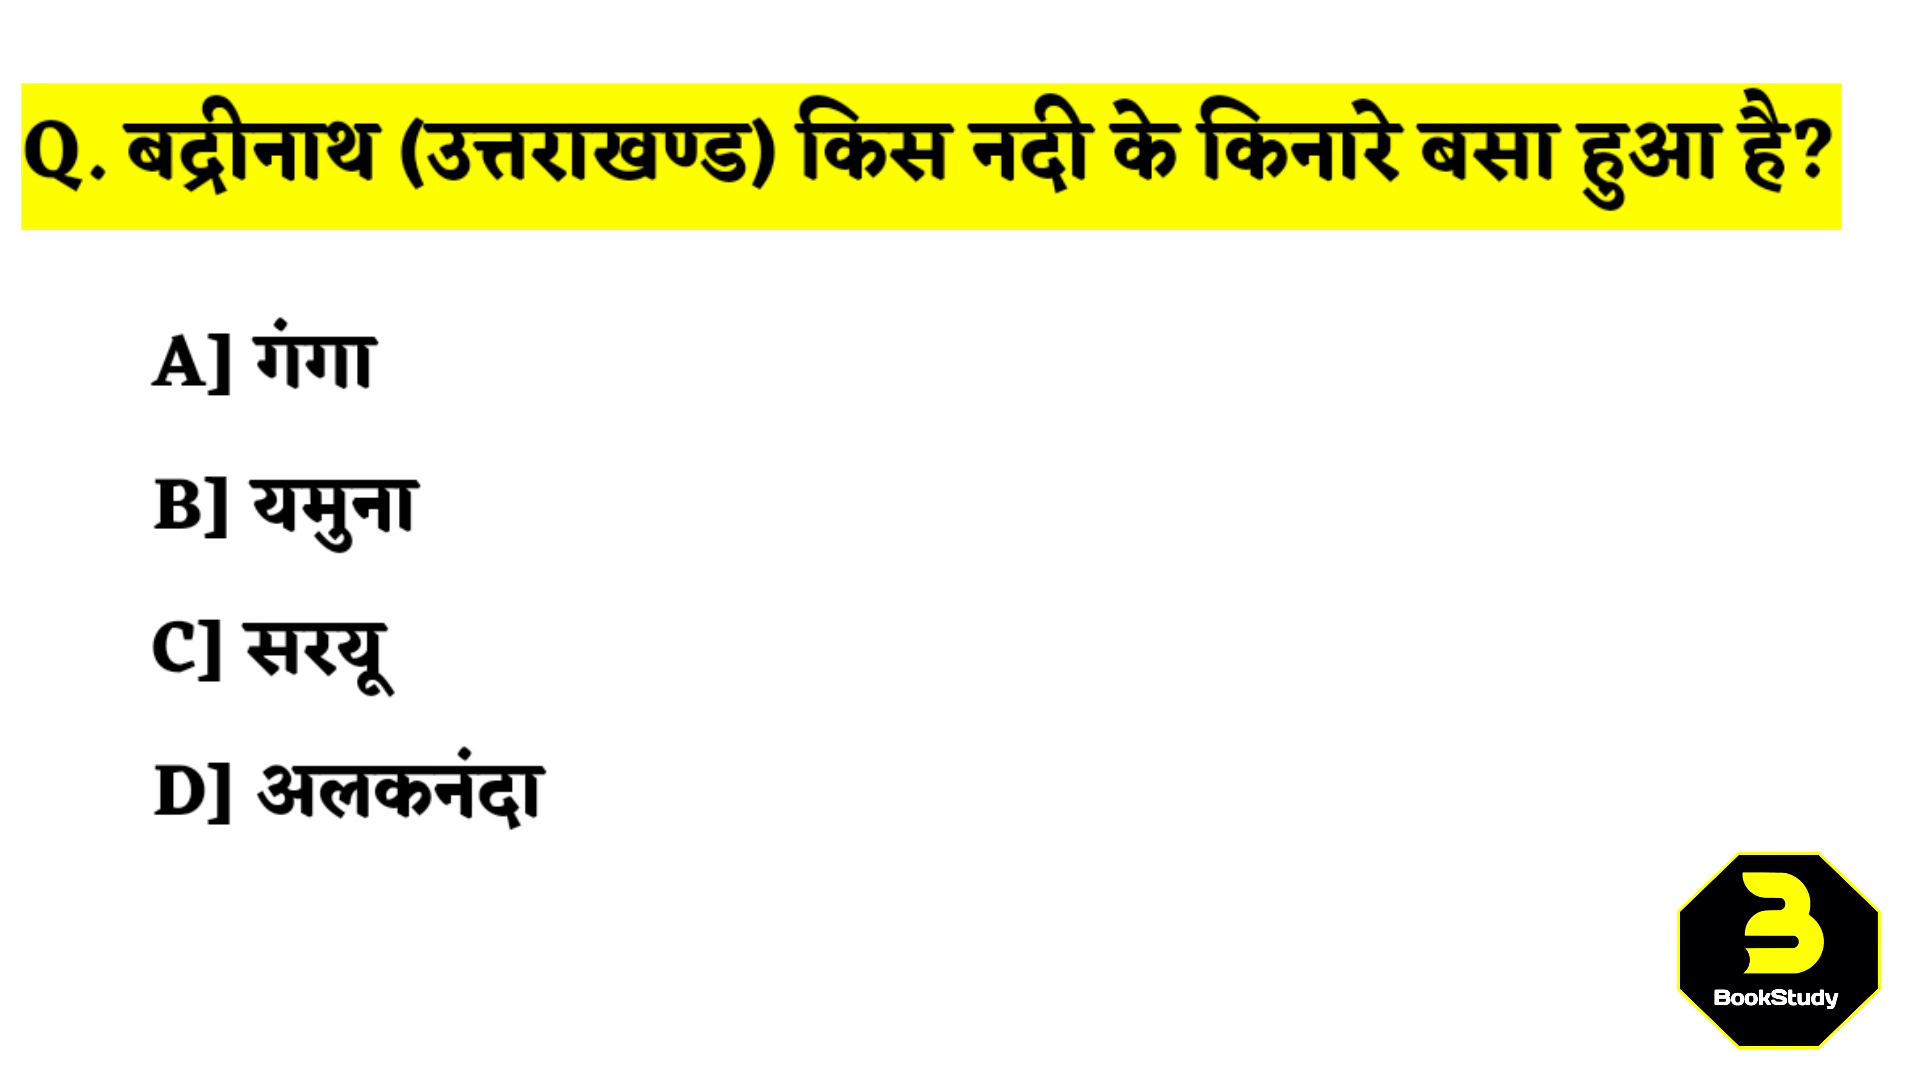 Q. बद्रीनाथ (उत्तराखण्ड) किस नदी के किनारे बसा हुआ है?
A] गंगा
B] यमुना
C] सरयू
D] अलकनंदा
BookStudy